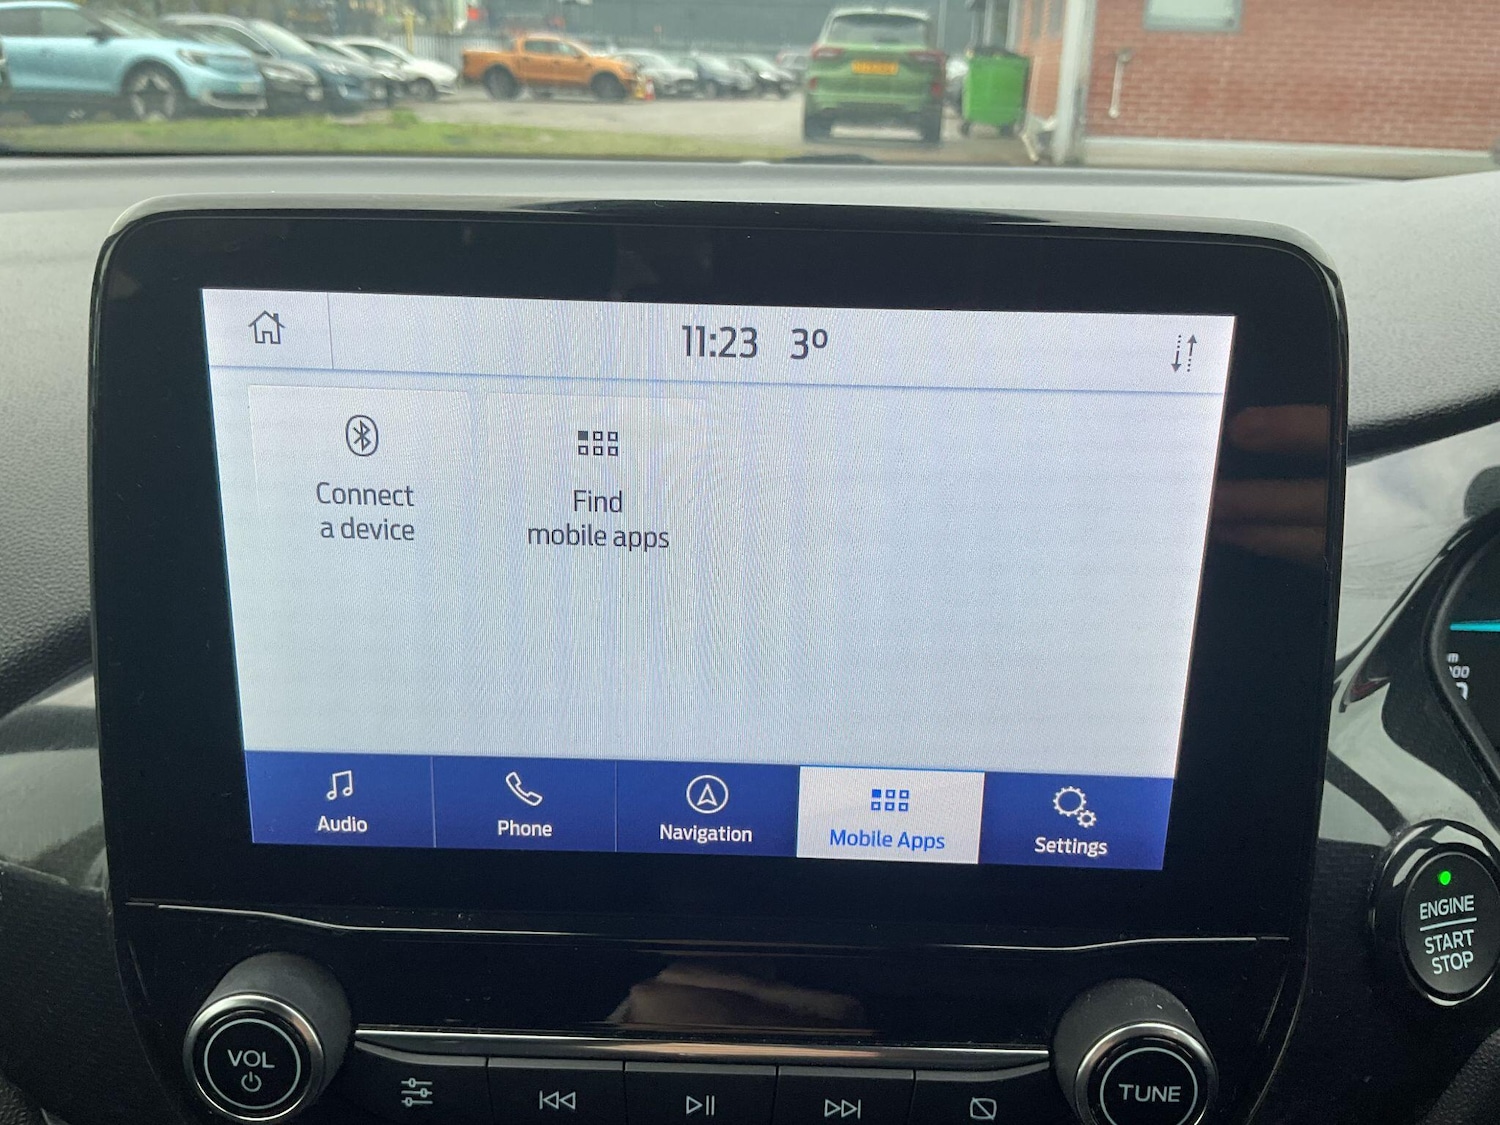 11:23 3°
Connect
a device
Find
mobile apps
Audio
Phone
Navigation
Mobile Apps
Settings
ENGINE
START
STOP
VOL
TUNE